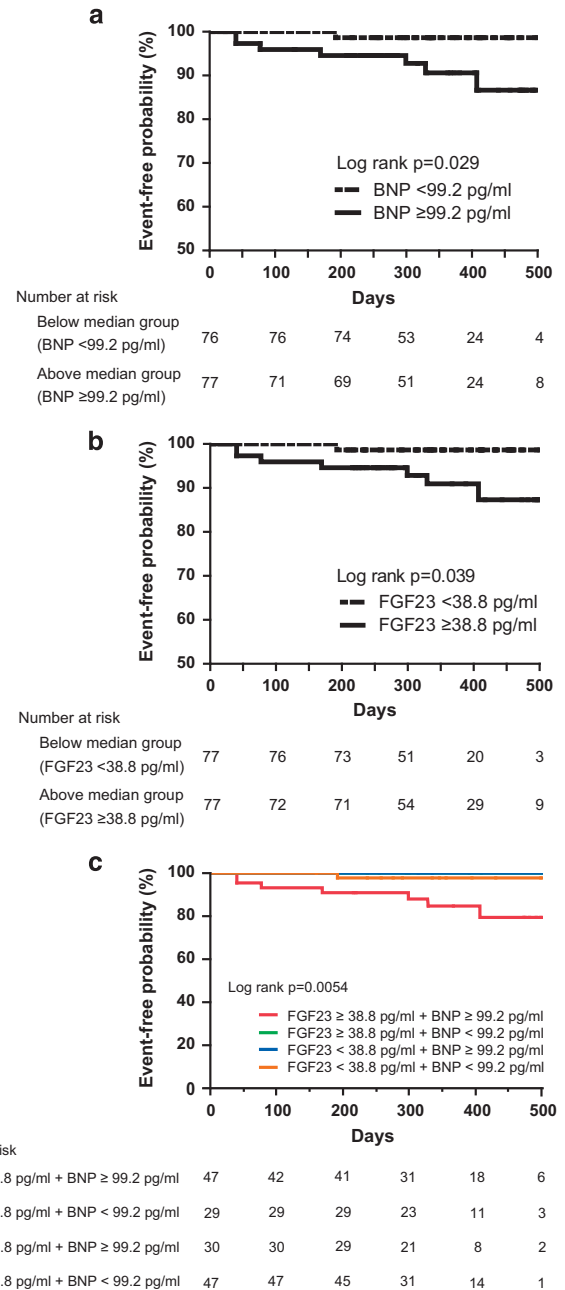 a
Event-free probability (%)
100
90
80
70
60
50
Log rank p=0.029
BNP <99.2 pg/ml
BNP ≥99.2 pg/ml
0 100 200 300 400 500
Days
Number at risk
Below median group
(BNP <99.2 pg/ml)
76 76 74 53 24 4
Above median group
(BNP ≥99.2 pg/ml)
77 71 69 51 24 8
b
Event-free probability (%)
100
90
80
70
60
50
Log rank p=0.039
FGF23 <38.8 pg/ml
FGF23 ≥38.8 pg/ml
0 100 200 300 400 500
Days
Number at risk
Below median group
(FGF23 <38.8 pg/ml)
77 76 73 51 20 3
Above median group
(FGF23 ≥38.8 pg/ml)
77 72 71 54 29 9
c
Event-free probability (%)
100
80
60
40
20
0
Log rank p=0.0054
FGF23 ≥ 38.8 pg/ml + BNP ≥ 99.2 pg/ml
FGF23 ≥ 38.8 pg/ml + BNP < 99.2 pg/ml
FGF23 < 38.8 pg/ml + BNP ≥ 99.2 pg/ml
FGF23 < 38.8 pg/ml + BNP < 99.2 pg/ml
0 100 200 300 400 500
Days
risk
.8 pg/ml + BNP ≥ 99.2 pg/ml 47 42 41 31 18 6
.8 pg/ml + BNP < 99.2 pg/ml 29 29 29 23 11 3
.8 pg/ml + BNP ≥ 99.2 pg/ml 30 30 29 21 8 2
.8 pg/ml + BNP < 99.2 pg/ml 47 47 45 31 14 1